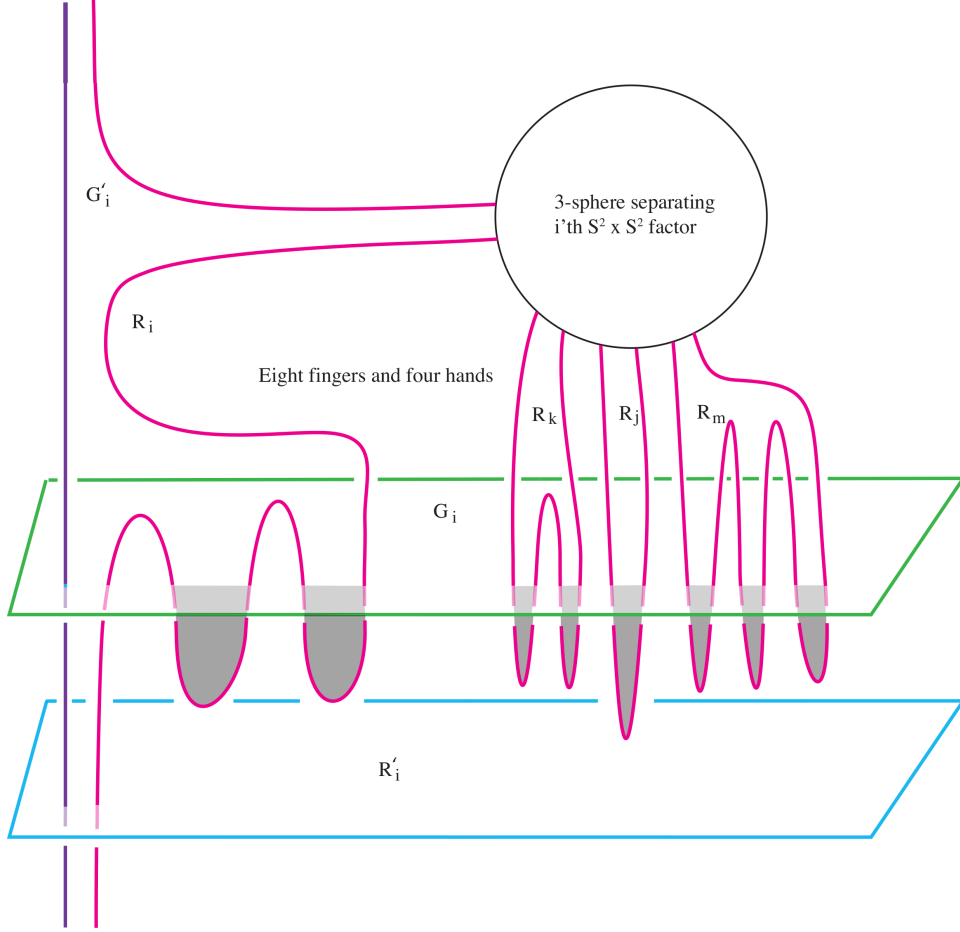 G′i
3-sphere separating
i’th S² x S² factor
Ri
Eight fingers and four hands
Rk
Rj
Rm
Gi
R′i